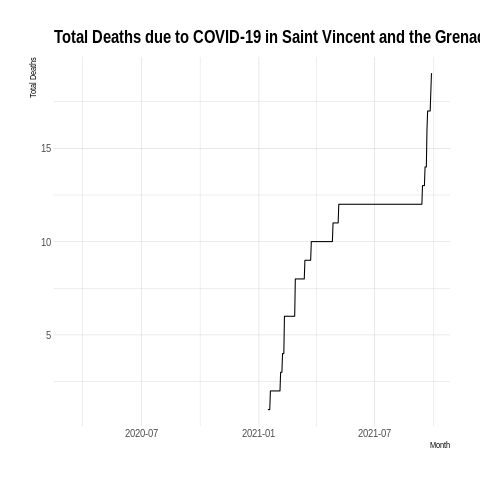 Total Deaths due to COVID-19 in Saint Vincent and the Grenad
Total Deaths
15
10
5
2020-07
2021-01
2021-07
Month